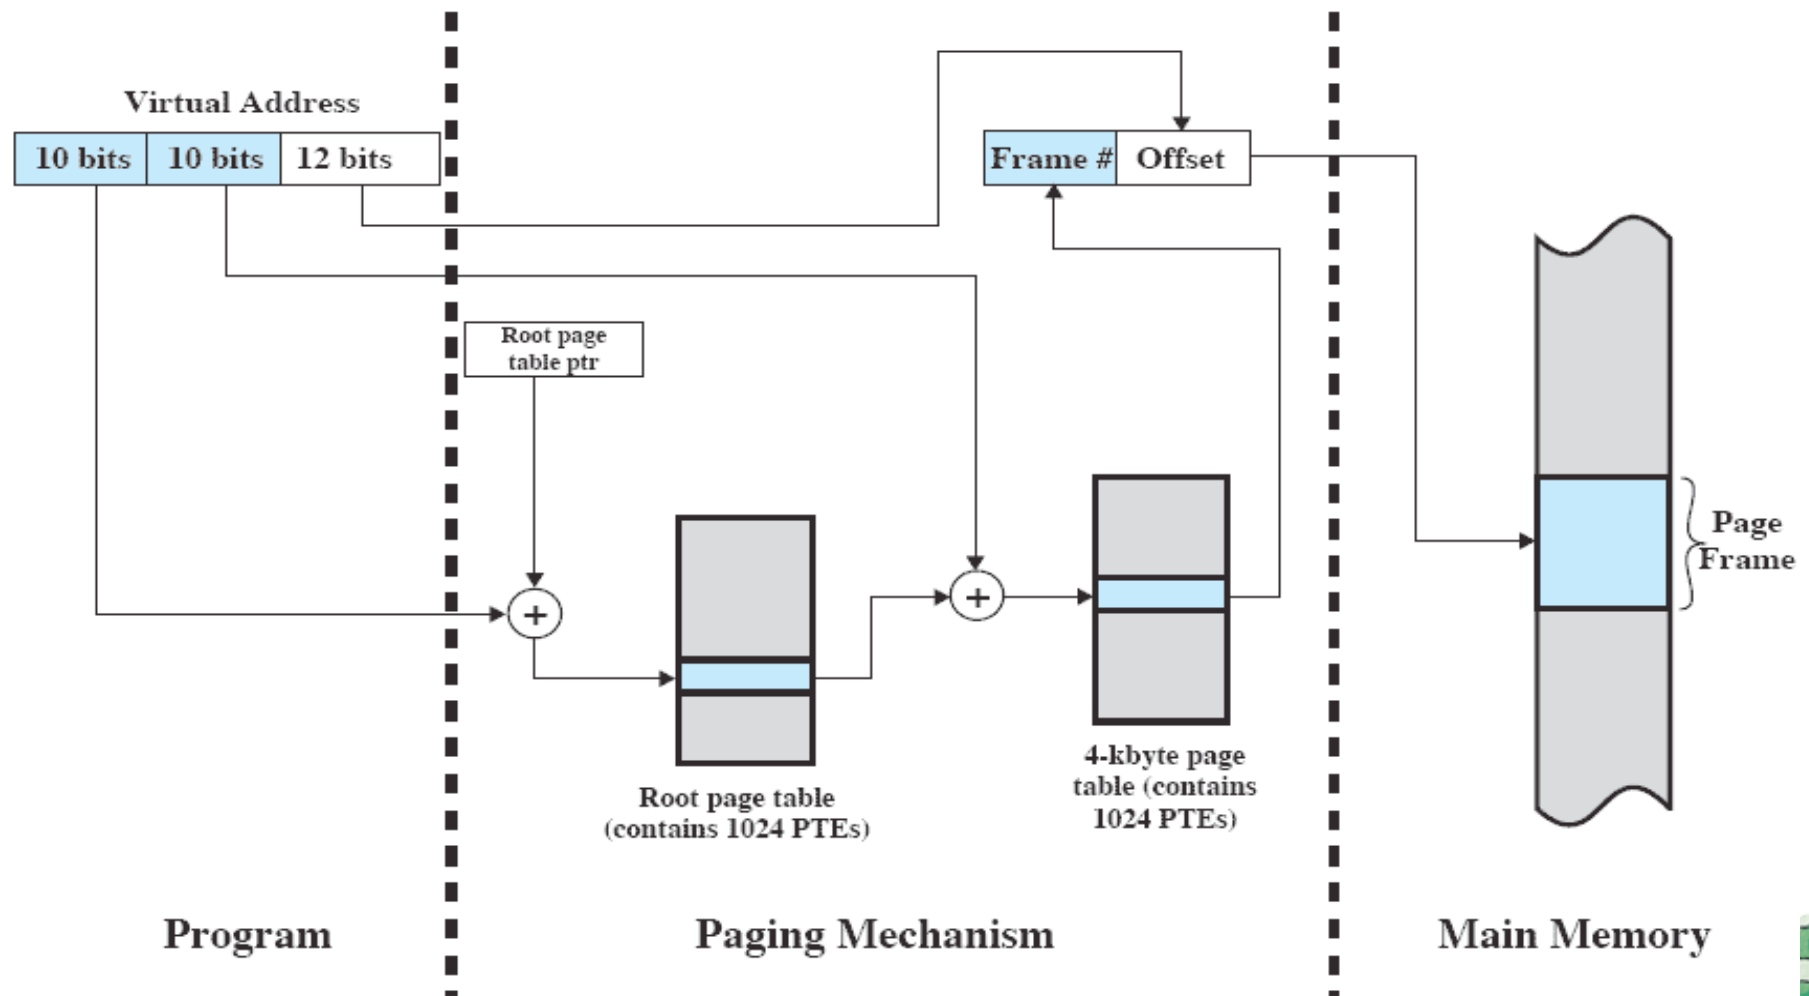 Virtual Address
10 bits
10 bits
12 bits
Frame #
Offset
Root page
table ptr
Page
Frame
Root page table
(contains 1024 PTEs)
4-kbyte page
table (contains
1024 PTEs)
+
+
Program
Paging Mechanism
Main Memory